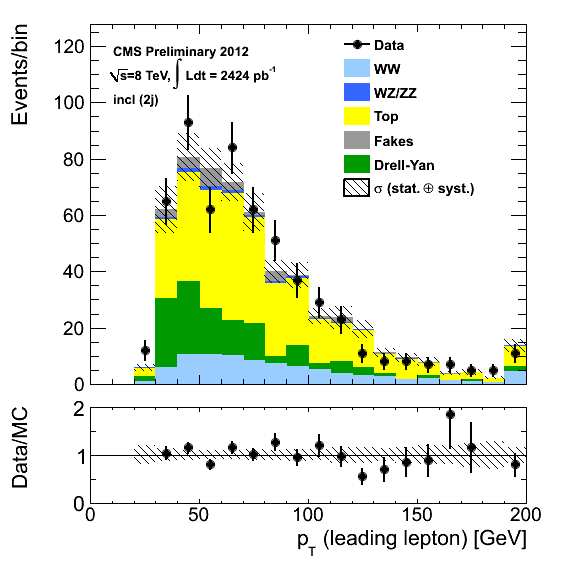 Events/bin
120
100
80
60
40
20
0
CMS Preliminary 2012
√s=8 TeV, ∫ Ldt = 2424 pb⁻¹
incl (2j)
Data
WW
WZ/ZZ
Top
Fakes
Drell-Yan
σ (stat. ⊕ syst.)
Data/MC
2
1
0
0 50 100 150 200
p_T (leading lepton) [GeV]